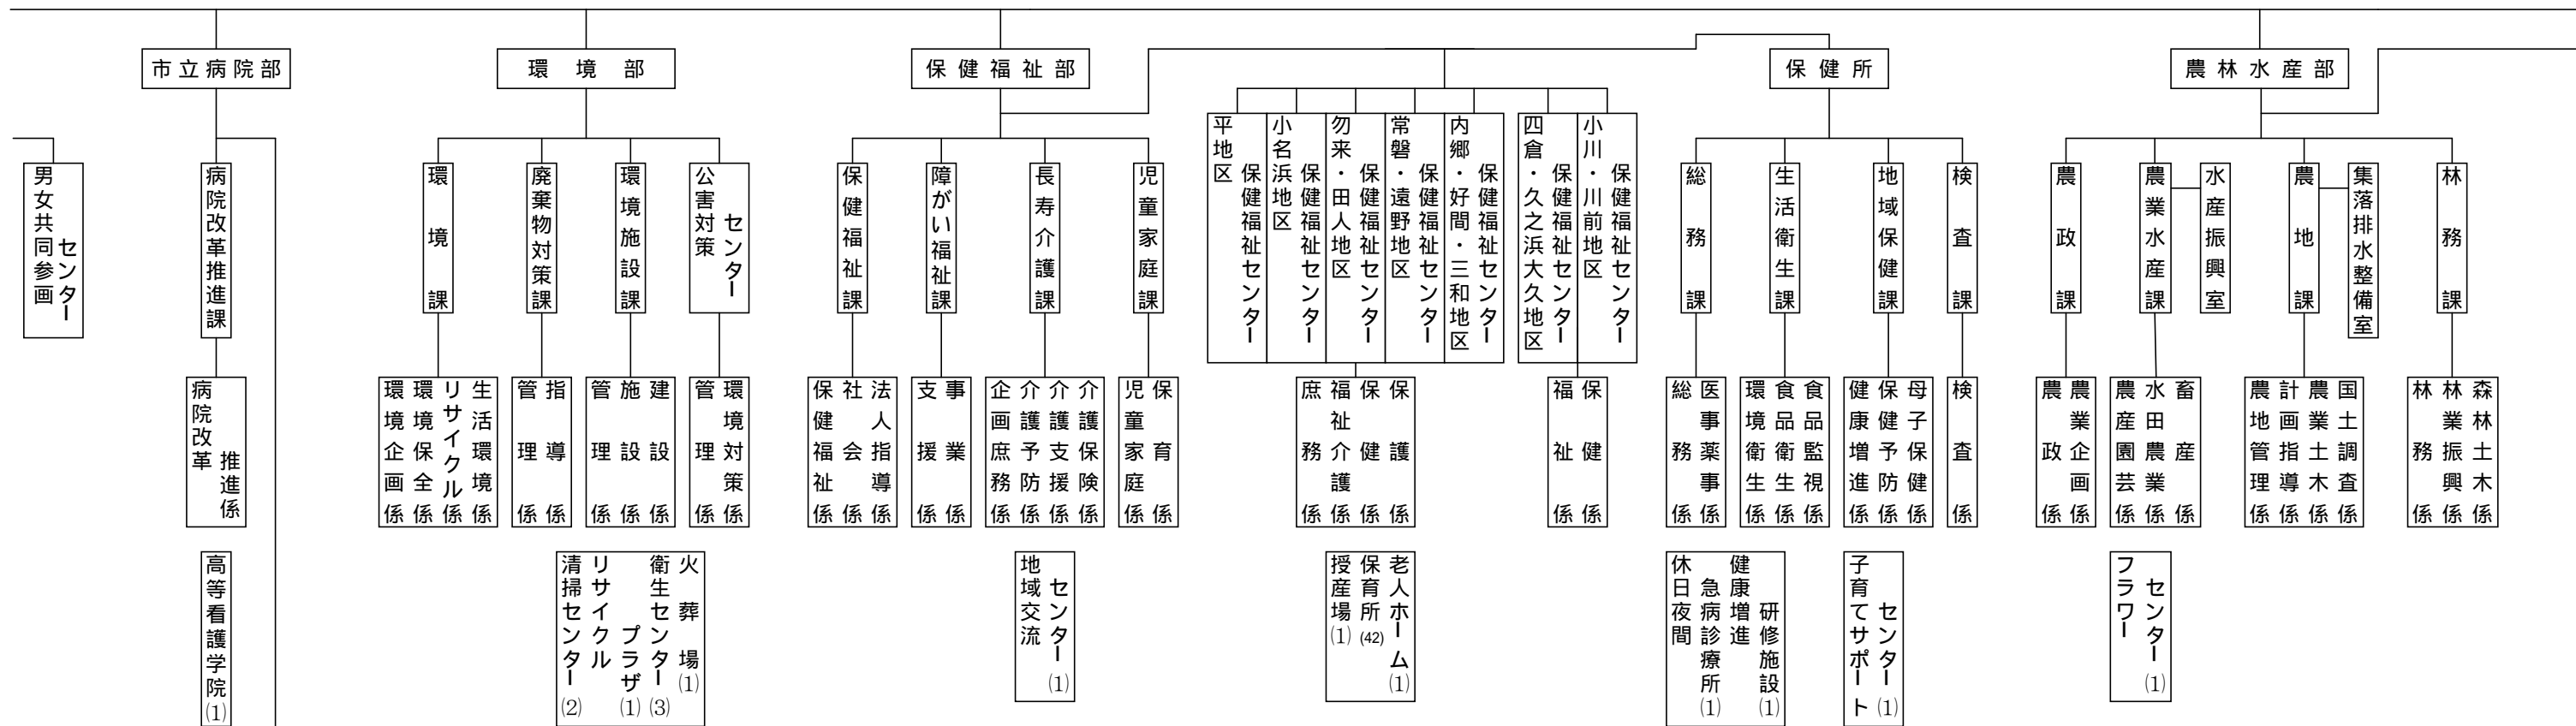 市立病院部
環境部
保健福祉部
保健所
農林水産部
男女共同参画
センター
病院改革推進課
環境課
廃棄物対策課
環境施設課
公害対策
センター
保健福祉課
障がい福祉課
長寿介護課
児童家庭課
平地区
保健福祉センター
小名浜地区
保健福祉センター
勿来・田人地区
保健福祉センター
常磐・遠野地区
保健福祉センター
内郷・好間・三和地区
保健福祉センター
四倉・久之浜大久地区
保健福祉センター
小川・川前地区
保健福祉センター
総務課
生活衛生課
地域保健課
検査課
農政課
農業水産課
水産振興室
農地課
集落排水整備室
林務課
病院改革
推進係
環境企画係
環境保全係
リサイクル係
生活環境係
管理係
指導係
管理係
施設係
建設係
管理係
環境対策係
保健福祉係
社会係
法人指導係
支援係
事業係
企画庶務係
介護予防係
介護支援係
介護保険係
児童家庭係
保育係
庶務係
福祉介護係
保健係
保護係
福祉係
保健係
総務係
医事薬事係
環境衛生係
食品衛生係
食品監視係
健康増進係
保健予防係
母子保健係
検査係
農政係
農業企画係
農産園芸係
水田農業係
畜産係
農地管理係
計画指導係
農業土木係
国土調査係
林務係
林業振興係
森林土木係
高等看護学院(1)
清掃センター(2)
リサイクル
プラザ(1)
衛生センター(3)
火葬場(1)
地域交流
センター(1)
授産場(1)
保育所(42)
老人ホーム(1)
休日夜間
急病診療所(1)
健康増進
研修施設(1)
子育てサポート
センター(1)
フラワー
センター(1)